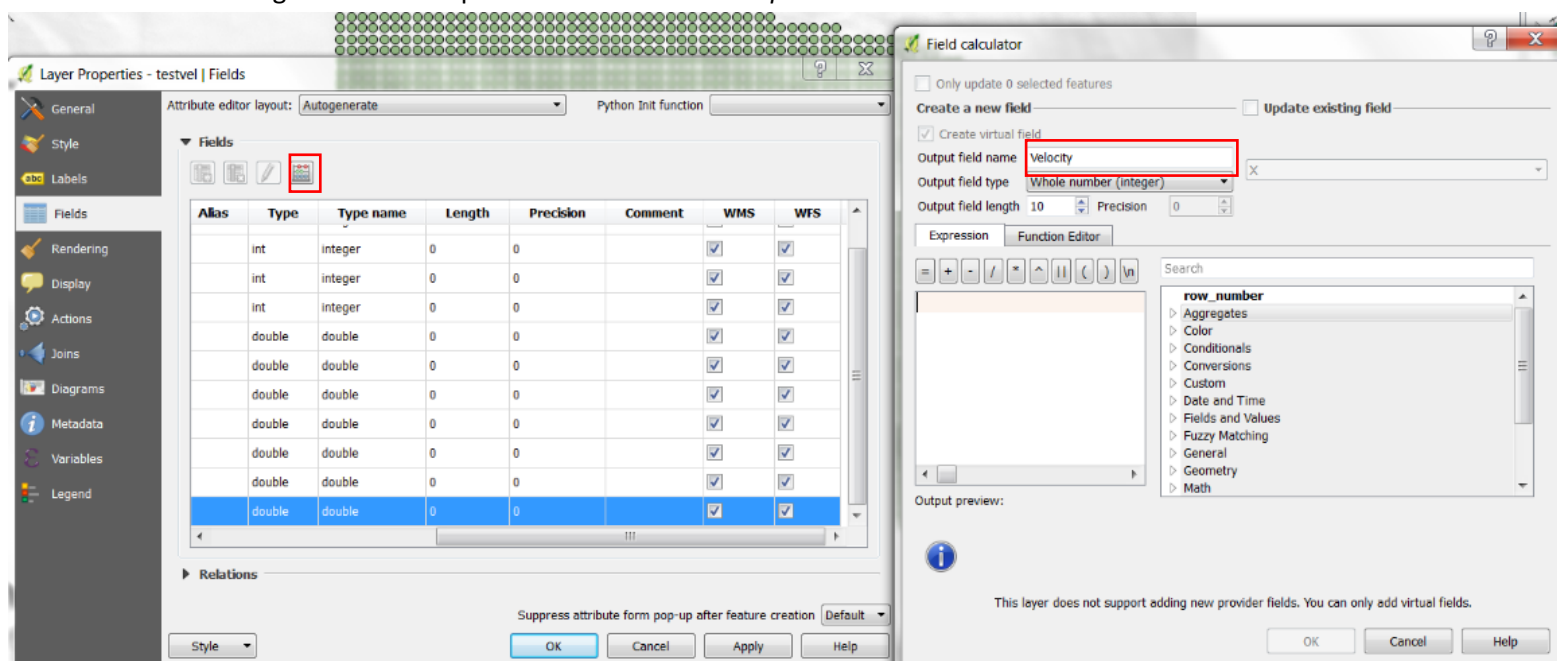 Layer Properties - testvel | Fields
General
Style
Labels
Fields
Rendering
Display
Actions
Joins
Diagrams
Metadata
Variables
Legend
Attribute editor layout: Autogenerate Python Init function
Fields
Alias Type Type name Length Precision Comment WMS WFS
int integer 0 0
int integer 0 0
int integer 0 0
double double 0 0
double double 0 0
double double 0 0
double double 0 0
double double 0 0
double double 0 0
double double 0 0
Relations
Suppress attribute form pop-up after feature creation Default
Style OK Cancel Apply Help
Field calculator
Only update 0 selected features
Create a new field Update existing field
Create virtual field
Output field name Velocity
X
Output field type Whole number (integer)
Output field length 10 Precision 0
Expression Function Editor
= + - / * ^ || ( ) \n
Search
row_number
Aggregates
Color
Conditionals
Conversions
Custom
Date and Time
Fields and Values
Fuzzy Matching
General
Geometry
Math
Output preview:
This layer does not support adding new provider fields. You can only add virtual fields.
OK Cancel Help